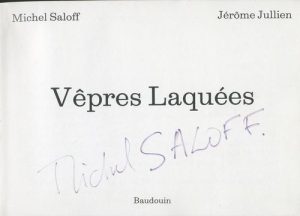 Michel Saloff Jérôme Jullien
Vêpres Laquées
Michel SALOFF.
Baudouin